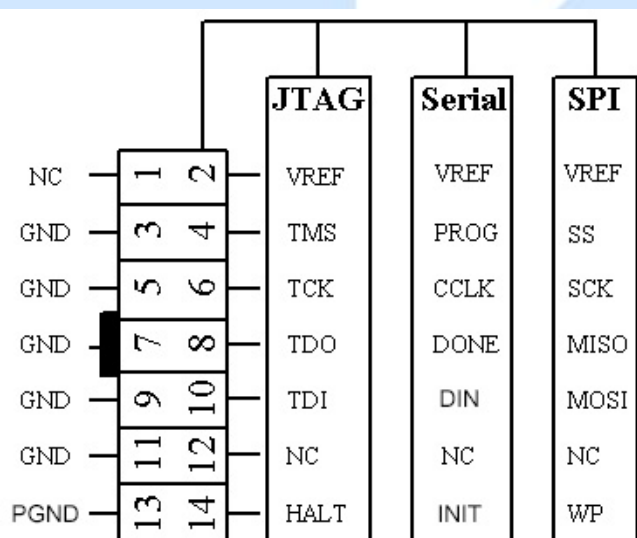 JTAG Serial SPI
NC 1 2 VREF VREF VREF
GND 3 4 TMS PROG SS
GND 5 6 TCK CCLK SCK
GND 7 8 TDO DONE MISO
GND 9 10 TDI DIN MOSI
GND 11 12 NC NC NC
PGND 13 14 HALT INIT WP